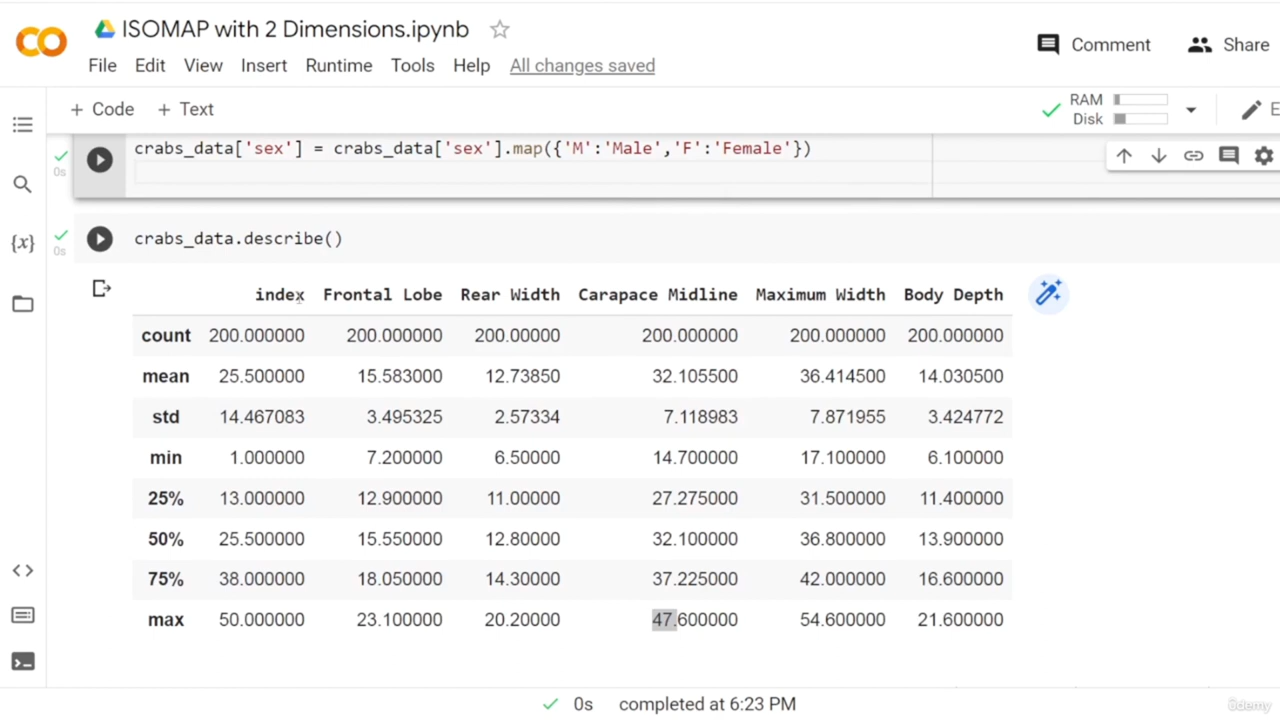 ISOMAP with 2 Dimensions.ipynb
Comment Share
File Edit View Insert Runtime Tools Help All changes saved
+ Code + Text
RAM
Disk
E
crabs_data['sex'] = crabs_data['sex'].map({'M':'Male','F':'Female'})
0s
{x}
crabs_data.describe()
0s
index Frontal Lobe Rear Width Carapace Midline Maximum Width Body Depth
count 200.000000 200.000000 200.00000 200.000000 200.000000 200.000000
mean 25.500000 15.583000 12.73850 32.105500 36.414500 14.030500
std 14.467083 3.495325 2.57334 7.118983 7.871955 3.424772
min 1.000000 7.200000 6.50000 14.700000 17.100000 6.100000
25% 13.000000 12.900000 11.00000 27.275000 31.500000 11.400000
50% 25.500000 15.550000 12.80000 32.100000 36.800000 13.900000
75% 38.000000 18.050000 14.30000 37.225000 42.000000 16.600000
max 50.000000 23.100000 20.20000 47.600000 54.600000 21.600000
0s completed at 6:23 PM
ûdemy